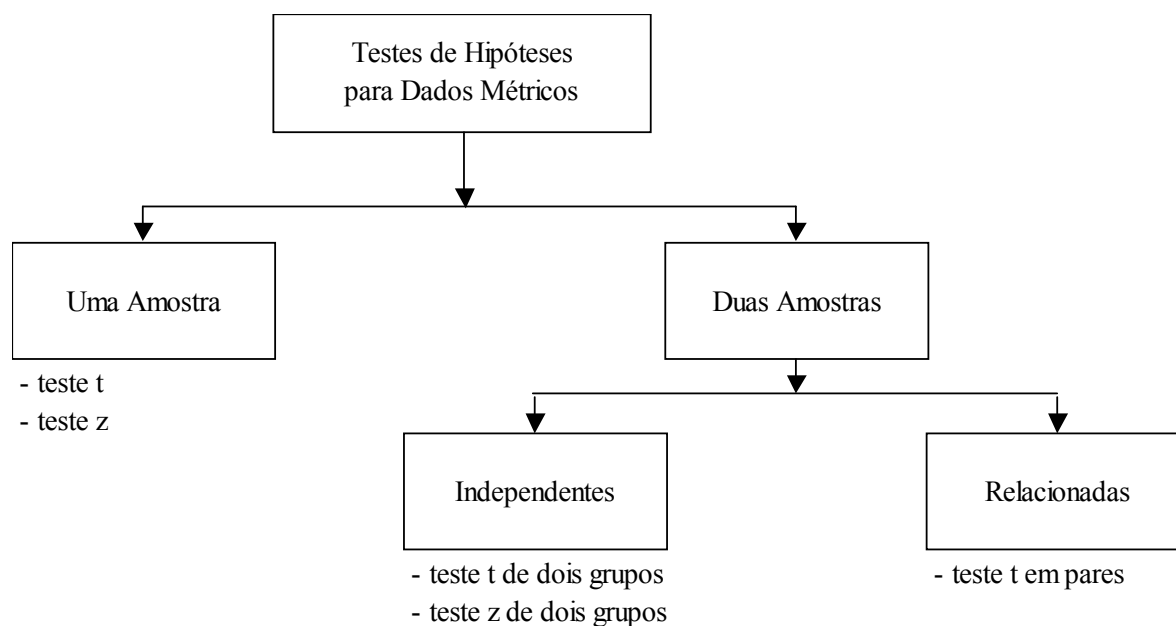 Testes de Hipóteses
para Dados Métricos
Uma Amostra
Duas Amostras
- teste t
- teste z
Independentes
Relacionadas
- teste t de dois grupos
- teste z de dois grupos
- teste t em pares